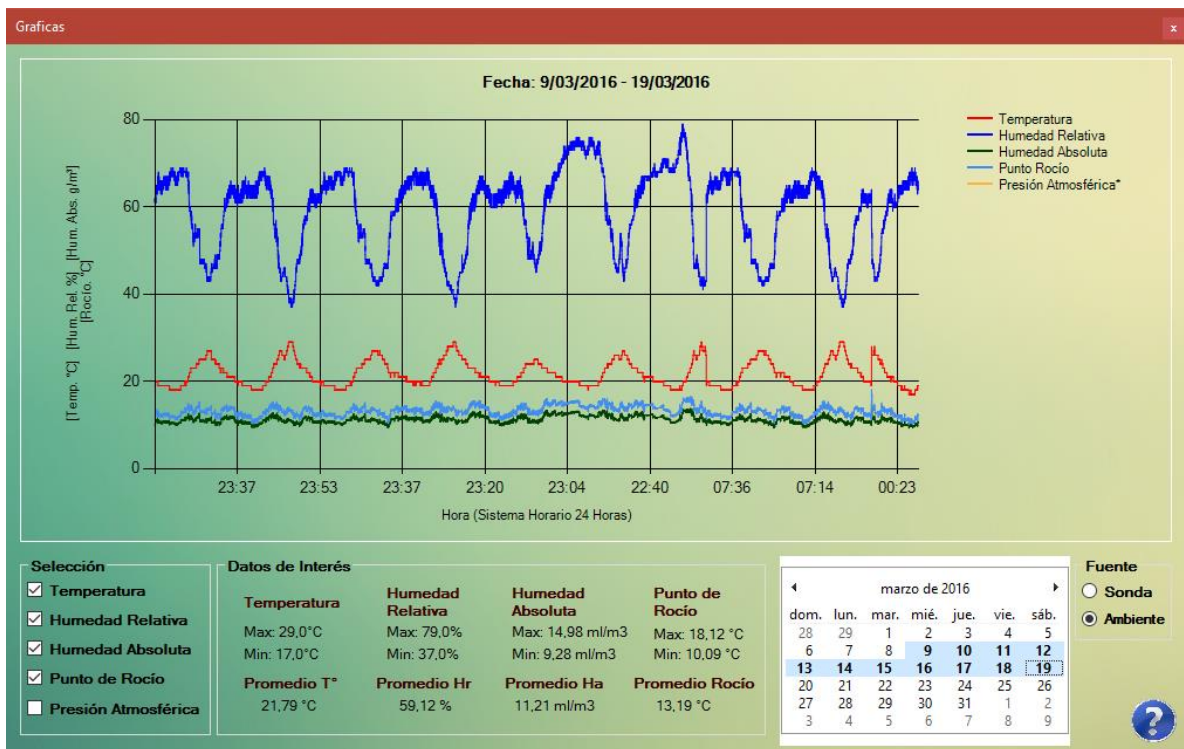 Graficas
x
Fecha: 9/03/2016 - 19/03/2016
80
60
40
20
0
[Temp. °C] [Hum. Rel. %] [Hum. Abs. g/m³]
[Rocío. °C]
23:37 23:53 23:37 23:20 23:04 22:40 07:36 07:14 00:23
Hora (Sistema Horario 24 Horas)
Temperatura
Humedad Relativa
Humedad Absoluta
Punto Rocío
Presión Atmosférica*
Selección
Temperatura
Humedad Relativa
Humedad Absoluta
Punto de Rocío
Presión Atmosférica
Datos de Interés
Temperatura
Max: 29,0°C
Min: 17,0°C
Promedio T°
21,79 °C
Humedad
Relativa
Max: 79,0%
Min: 37,0%
Promedio Hr
59,12 %
Humedad
Absoluta
Max: 14,98 ml/m3
Min: 9,28 ml/m3
Promedio Ha
11,21 ml/m3
Punto de
Rocío
Max: 18,12 °C
Min: 10,09 °C
Promedio Rocío
13,19 °C
marzo de 2016
dom. lun. mar. mié. jue. vie. sáb.
28 29 1 2 3 4 5
6 7 8 9 10 11 12
13 14 15 16 17 18 19
20 21 22 23 24 25 26
27 28 29 30 31 1 2
3 4 5 6 7 8 9
Fuente
Sonda
Ambiente
?